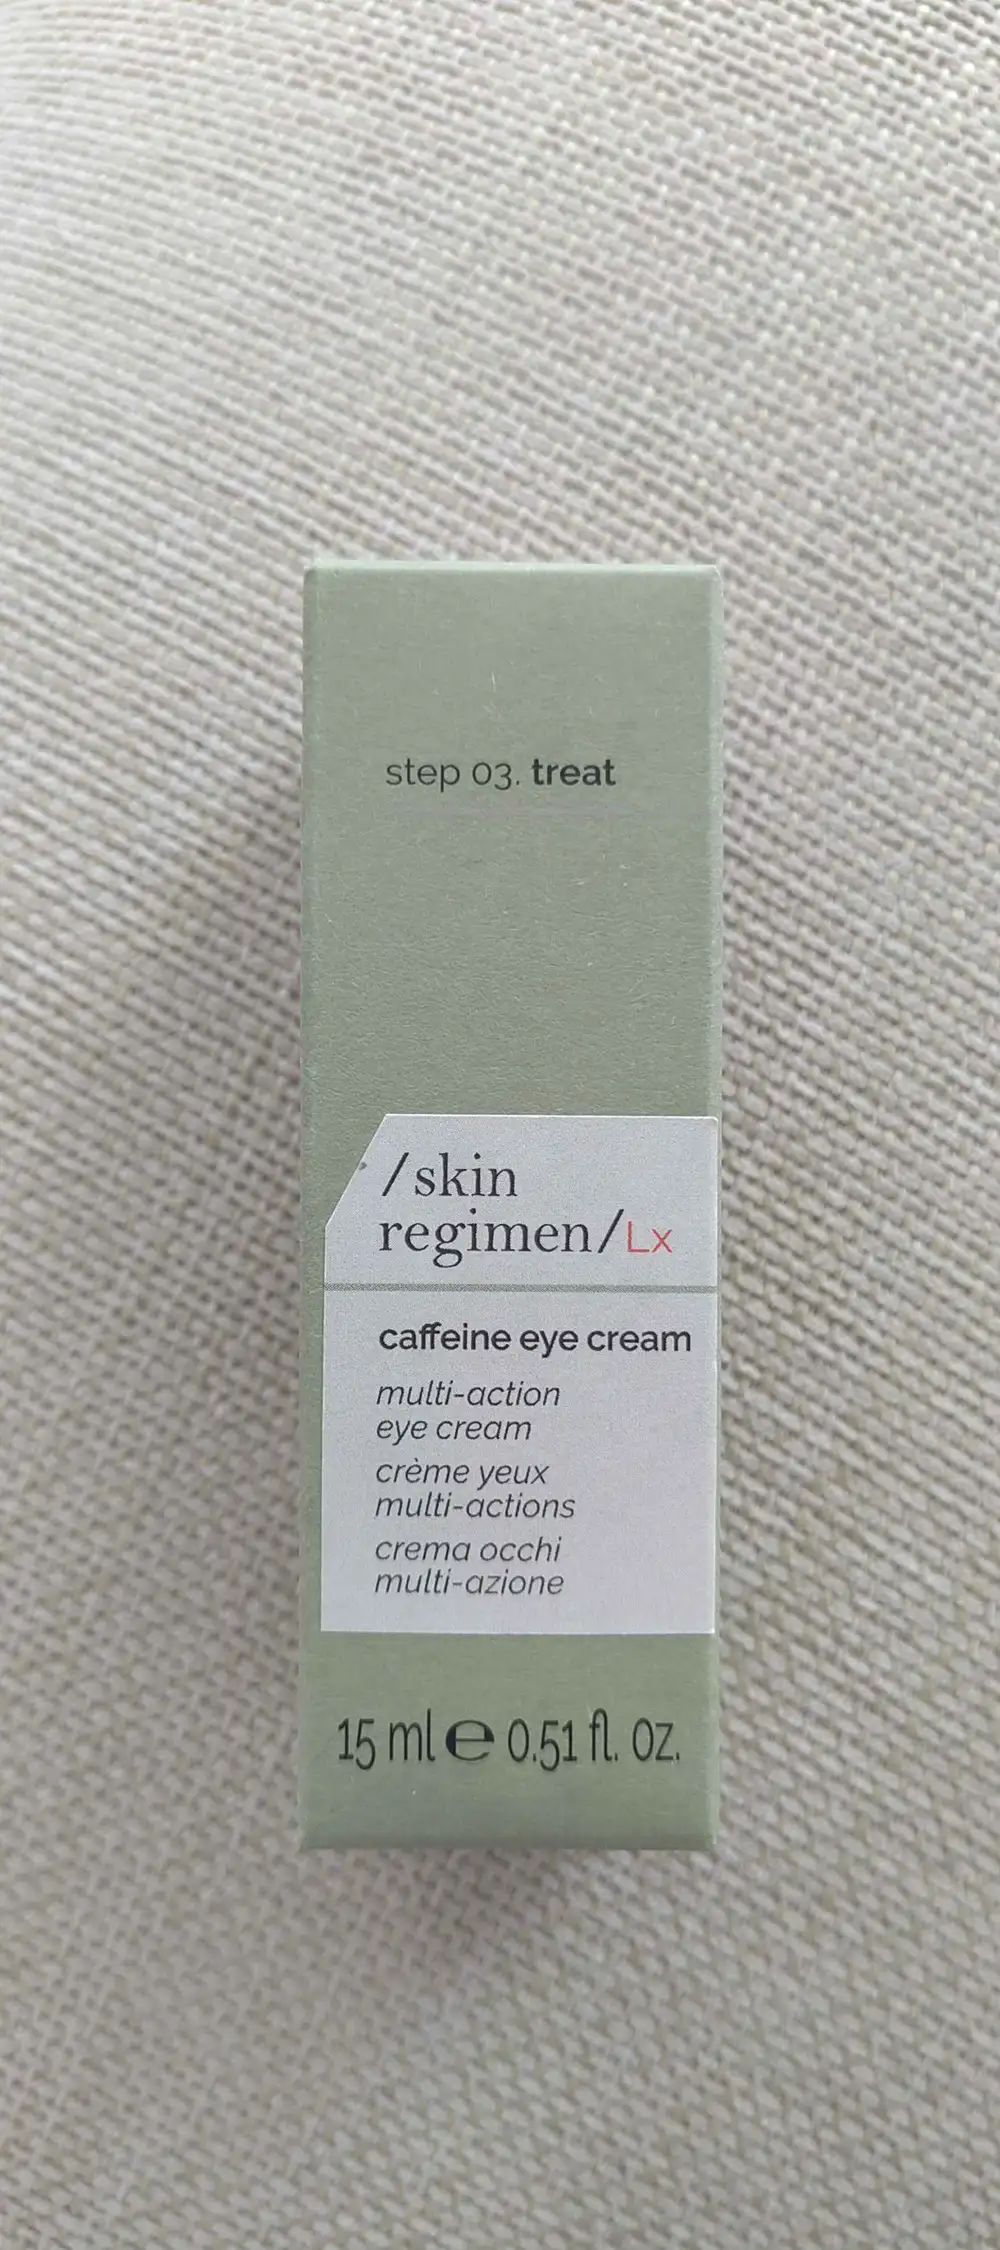 step 03. treat
/skin
regimen/Lx
caffeine eye cream
multi-action
eye cream
crème yeux
multi-actions
crema occhi
multi-azione
15 ml e 0.51 fl. oz.